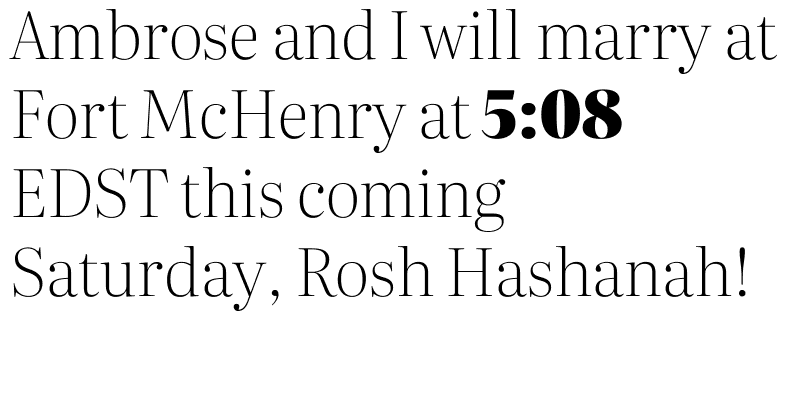 Ambrose and I will marry at
Fort McHenry at 5:08
EDST this coming
Saturday, Rosh Hashanah!